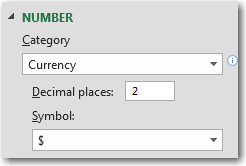 NUMBER
Category
Currency
Decimal places: 2
Symbol:
$